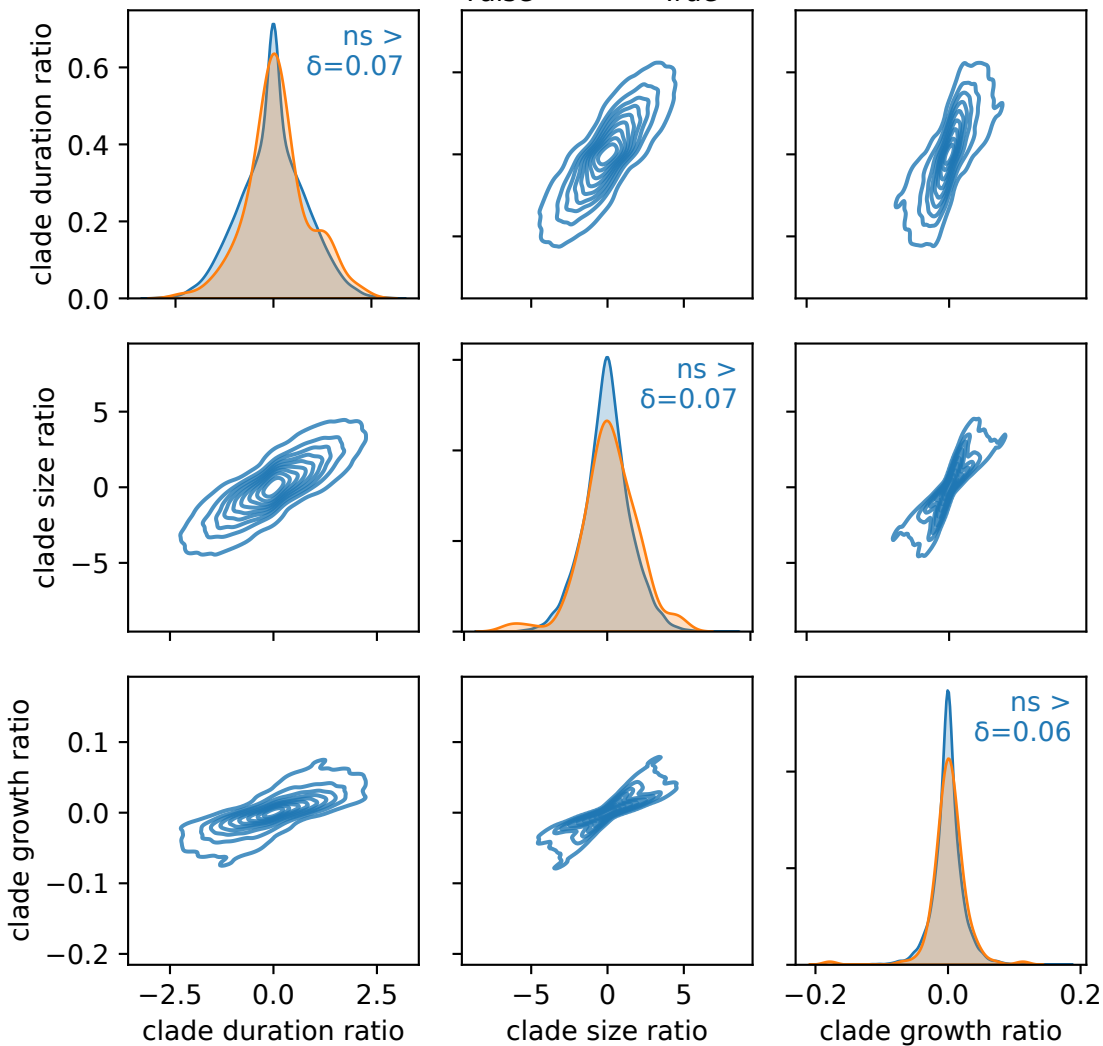 clade duration ratio
0.6
0.4
0.2
0.0
ns >
δ=0.07
clade size ratio
5
0
−5
ns >
δ=0.07
clade growth ratio
0.1
0.0
−0.1
−0.2
ns >
δ=0.06
−2.5 0.0 2.5
−5 0 5
−0.2 0.0 0.2
clade duration ratio
clade size ratio
clade growth ratio